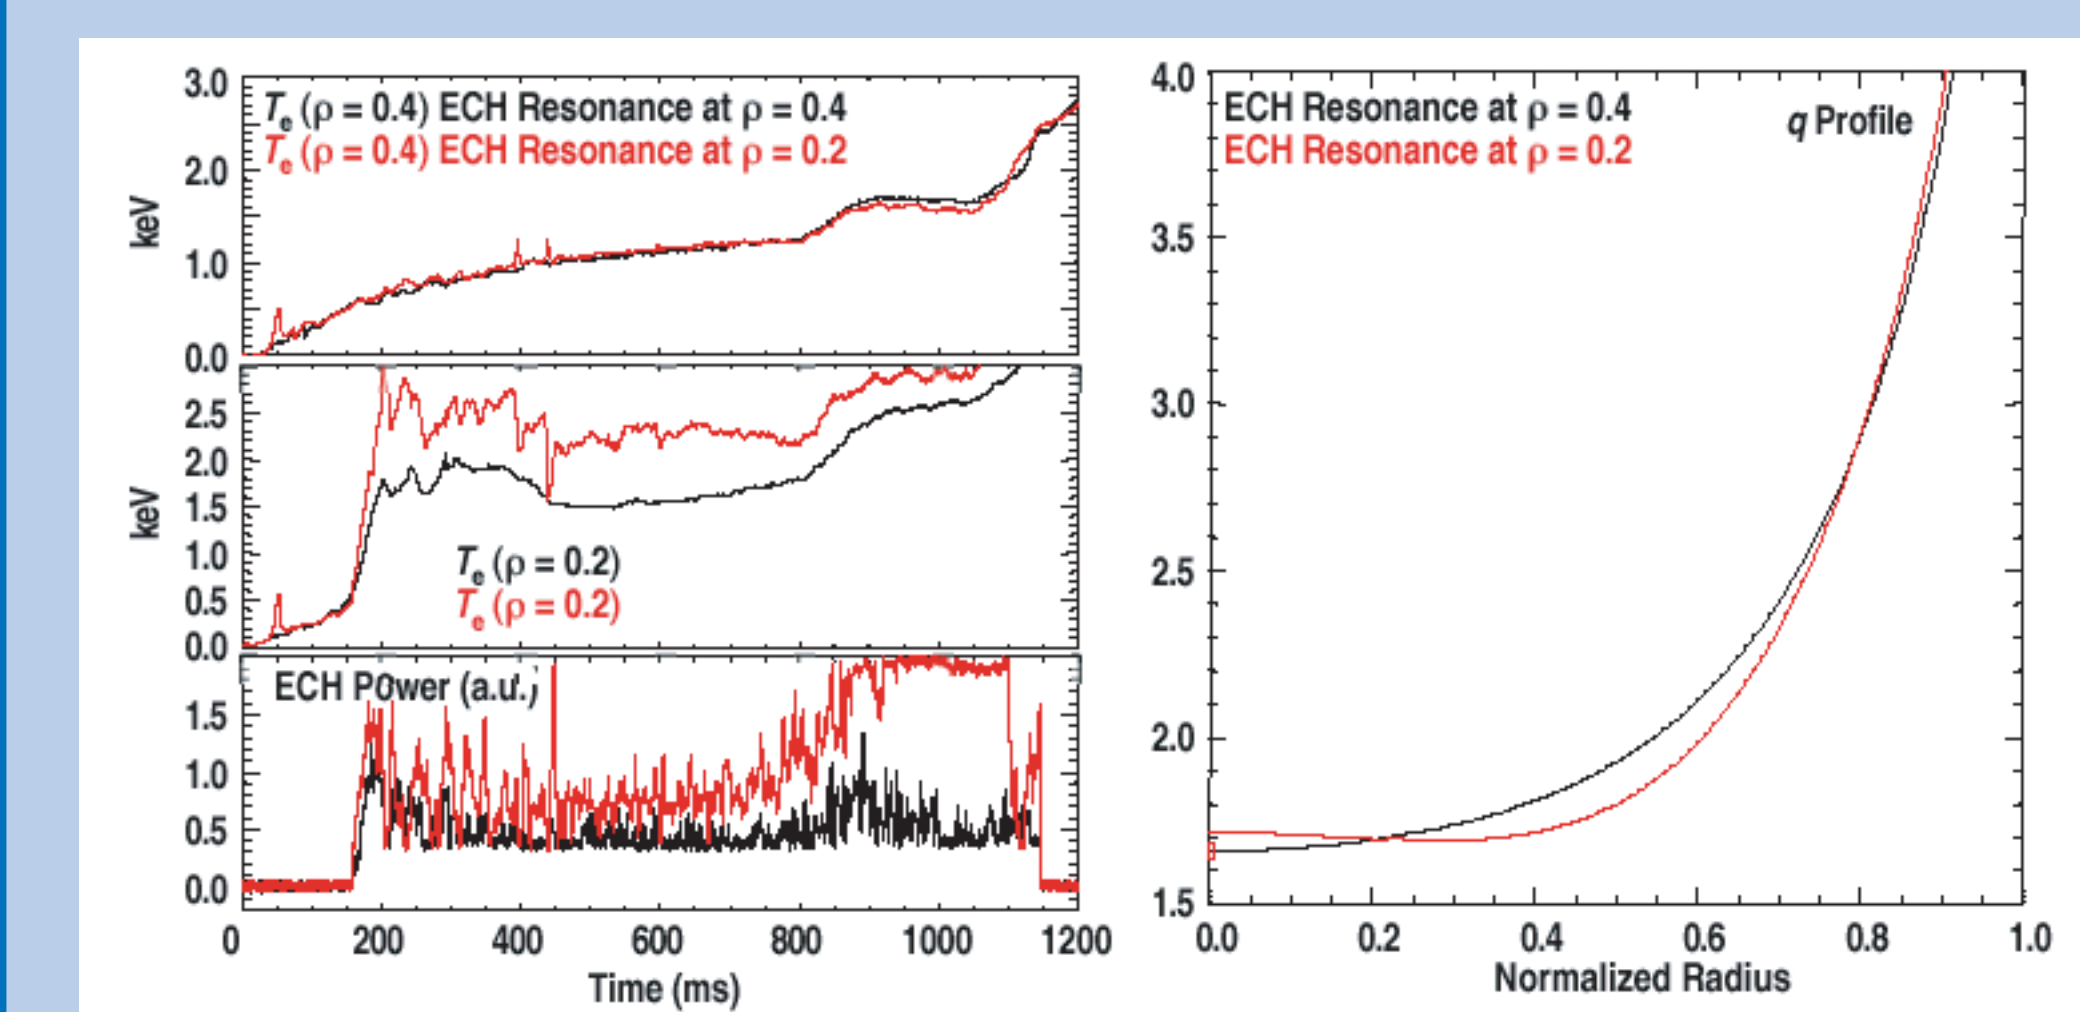 3.0
Te (ρ = 0.4) ECH Resonance at ρ = 0.4
Te (ρ = 0.4) ECH Resonance at ρ = 0.2
2.0
keV
1.0
0.0
2.5
2.0
keV
1.5
1.0
Te (ρ = 0.2)
0.5
Te (ρ = 0.2)
0.0
ECH Power (a.u.)
1.5
1.0
0.5
0.0
0 200 400 600 800 1000 1200
Time (ms)
4.0
ECH Resonance at ρ = 0.4
q Profile
ECH Resonance at ρ = 0.2
3.5
3.0
2.5
2.0
1.5
0.0 0.2 0.4 0.6 0.8 1.0
Normalized Radius